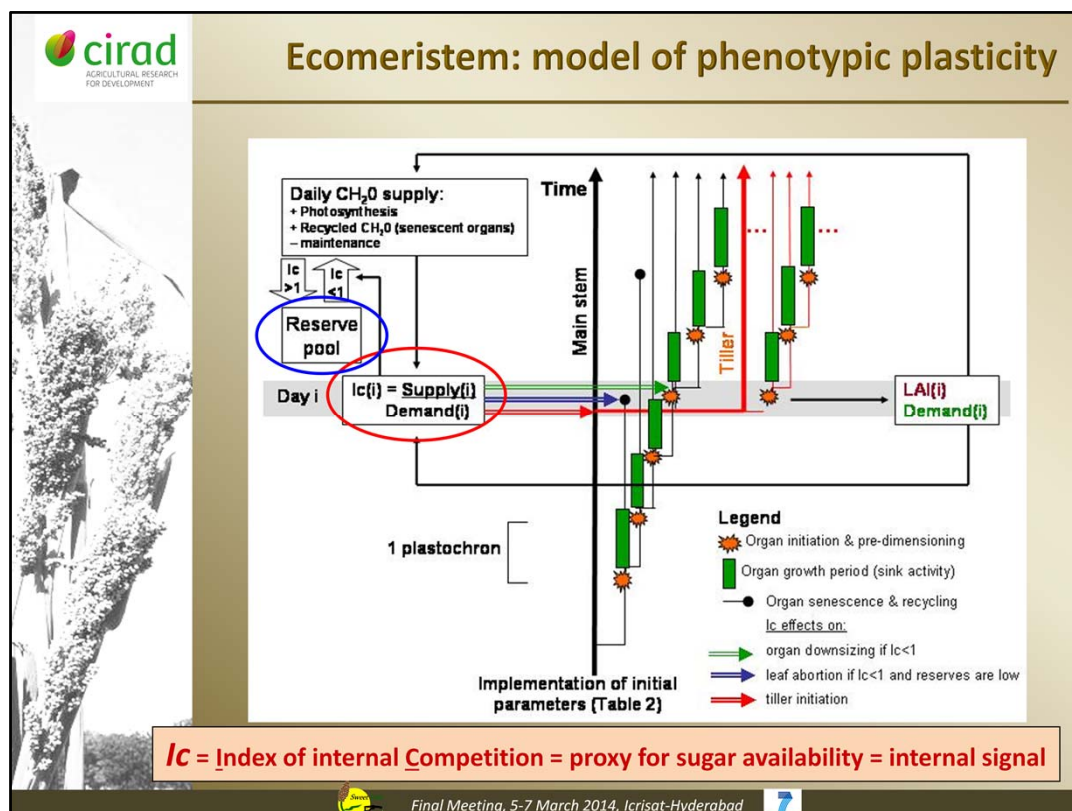 cirad
AGRICULTURAL RESEARCH
FOR DEVELOPMENT
Ecomeristem: model of phenotypic plasticity
Daily CH₂0 supply:
+ Photosynthesis
+ Recycled CH₂0 (senescent organs)
– maintenance
Ic
>1
Ic
<1
Reserve
pool
Day i
Ic(i) = Supply(i)
Demand(i)
Time
Main stem
Tiller
...
...
LAI(i)
Demand(i)
1 plastochron
Implementation of initial
parameters (Table 2)
Legend
Organ initiation & pre-dimensioning
Organ growth period (sink activity)
Organ senescence & recycling
Ic effects on:
organ downsizing if Ic<1
leaf abortion if Ic<1 and reserves are low
tiller initiation
Ic = Index of internal Competition = proxy for sugar availability = internal signal
Final Meeting, 5-7 March 2014, Icrisat-Hyderabad
7